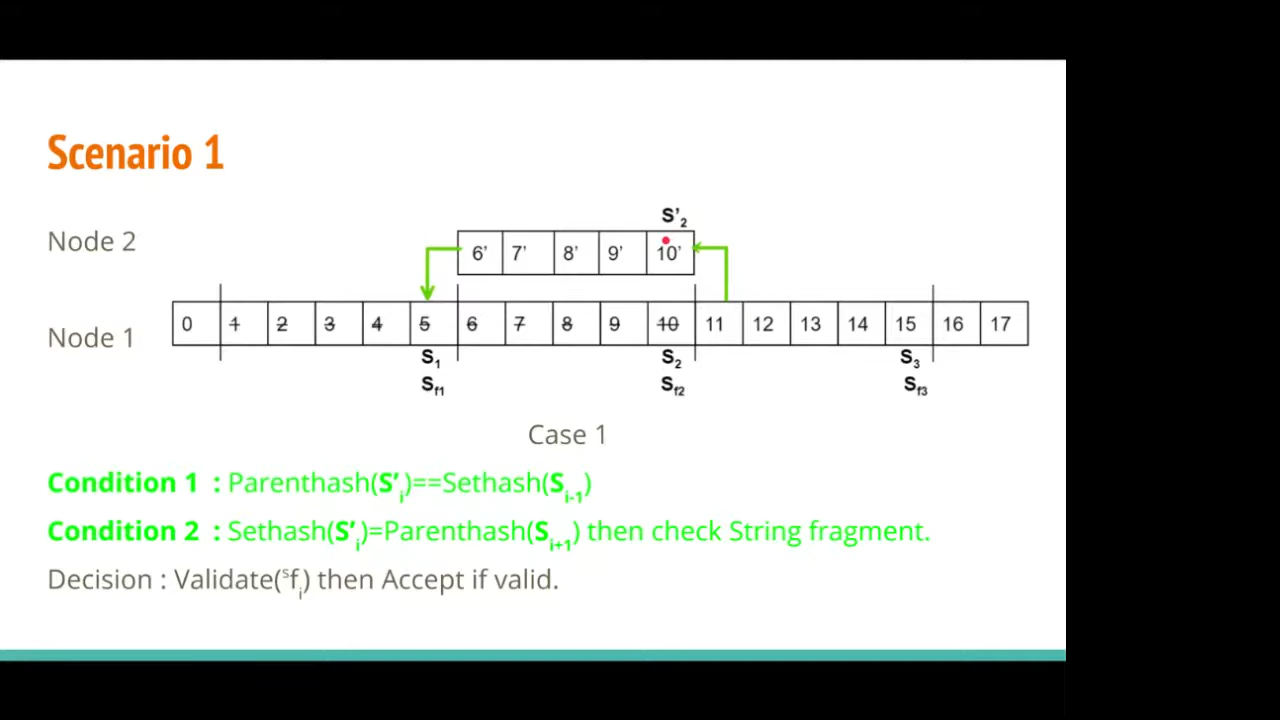 Scenario 1
S'2
Node 2
6' 7' 8' 9' 10'
Node 1
0 1 2 3 4 5 6 7 8 9 10 11 12 13 14 15 16 17
S1 S2 S3
Sf1 Sf2 Sf3
Case 1
Condition 1 : Parenthash(S'i)==Sethash(Si-1)
Condition 2 : Sethash(S'i)=Parenthash(Si+1) then check String fragment.
Decision : Validate(sfi) then Accept if valid.